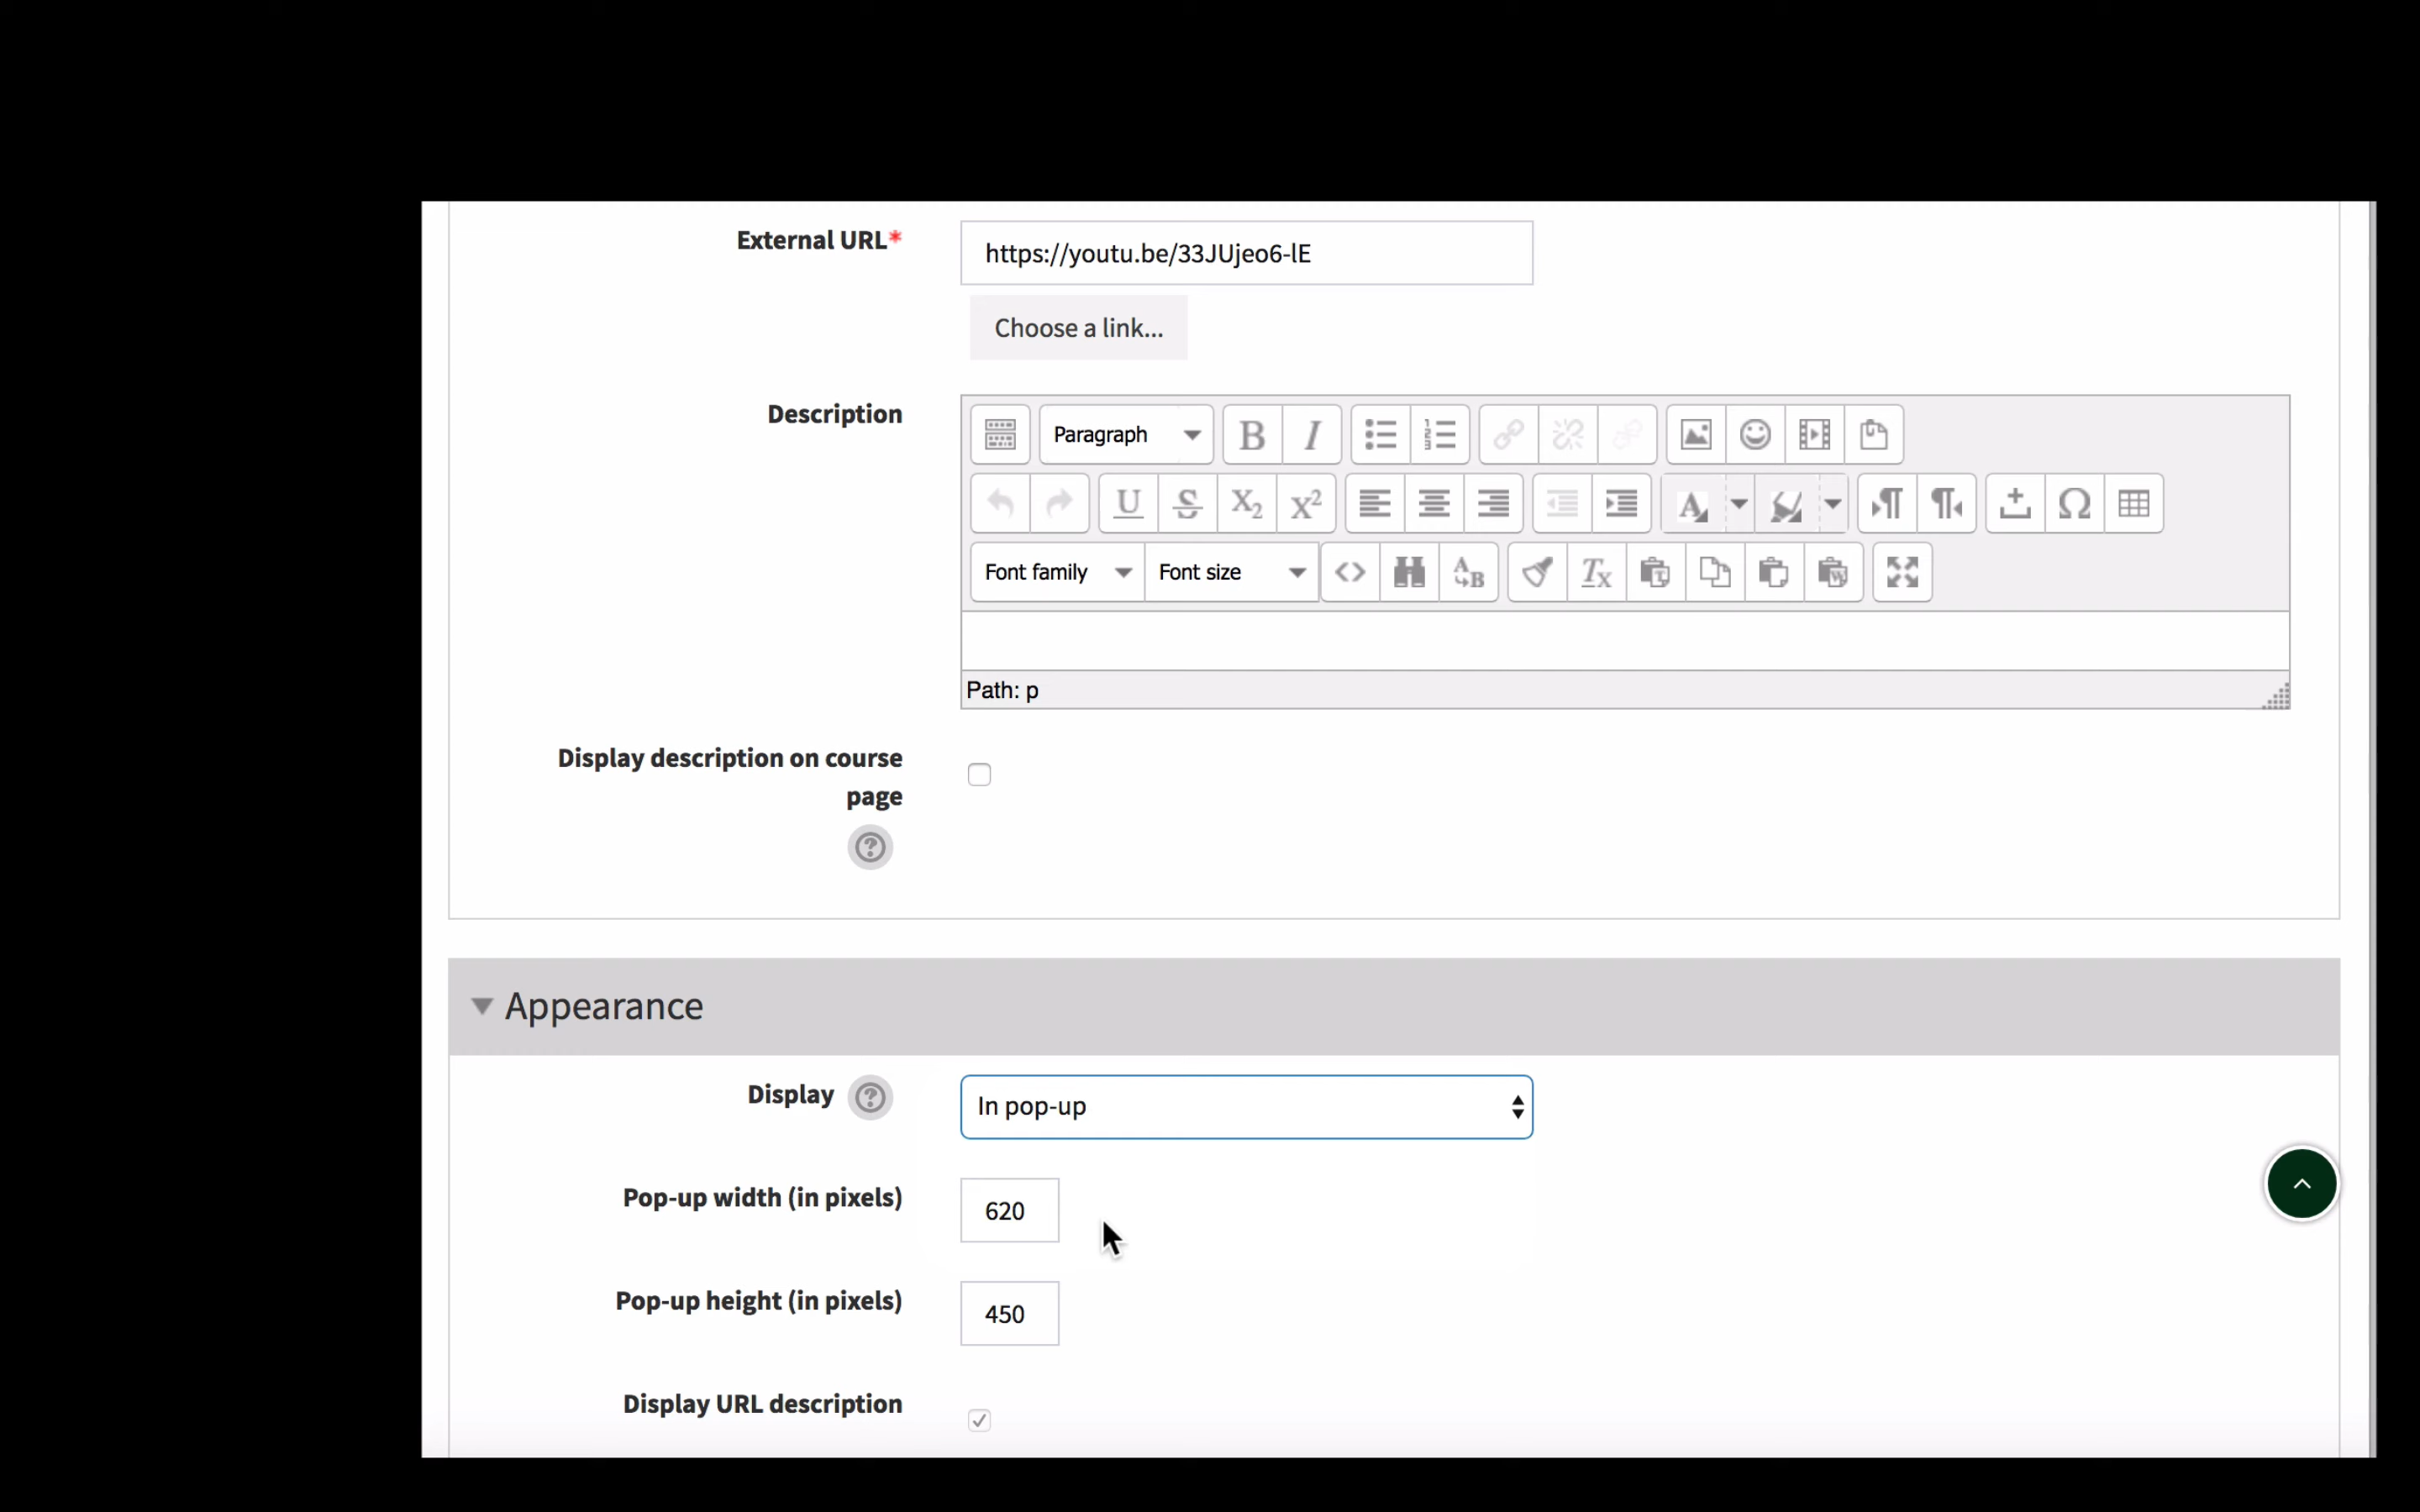 External URL*
https://youtu.be/33JUjeo6-lE
Choose a link...
Description
Paragraph
Font family
Font size
Path: p
Display description on course
page
Appearance
Display
In pop-up
Pop-up width (in pixels)
620
Pop-up height (in pixels)
450
Display URL description